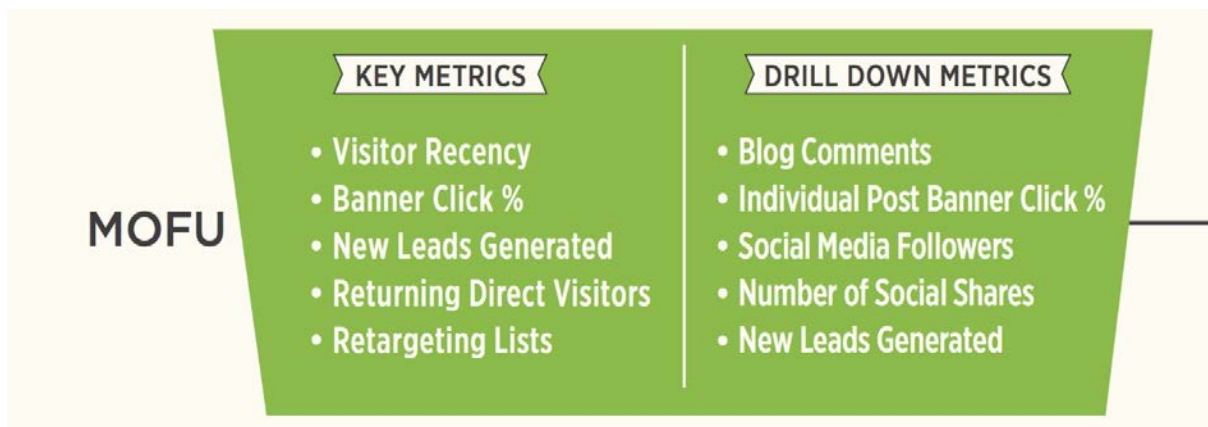 MOFU
KEY METRICS
• Visitor Recency
• Banner Click %
• New Leads Generated
• Returning Direct Visitors
• Retargeting Lists
DRILL DOWN METRICS
• Blog Comments
• Individual Post Banner Click %
• Social Media Followers
• Number of Social Shares
• New Leads Generated